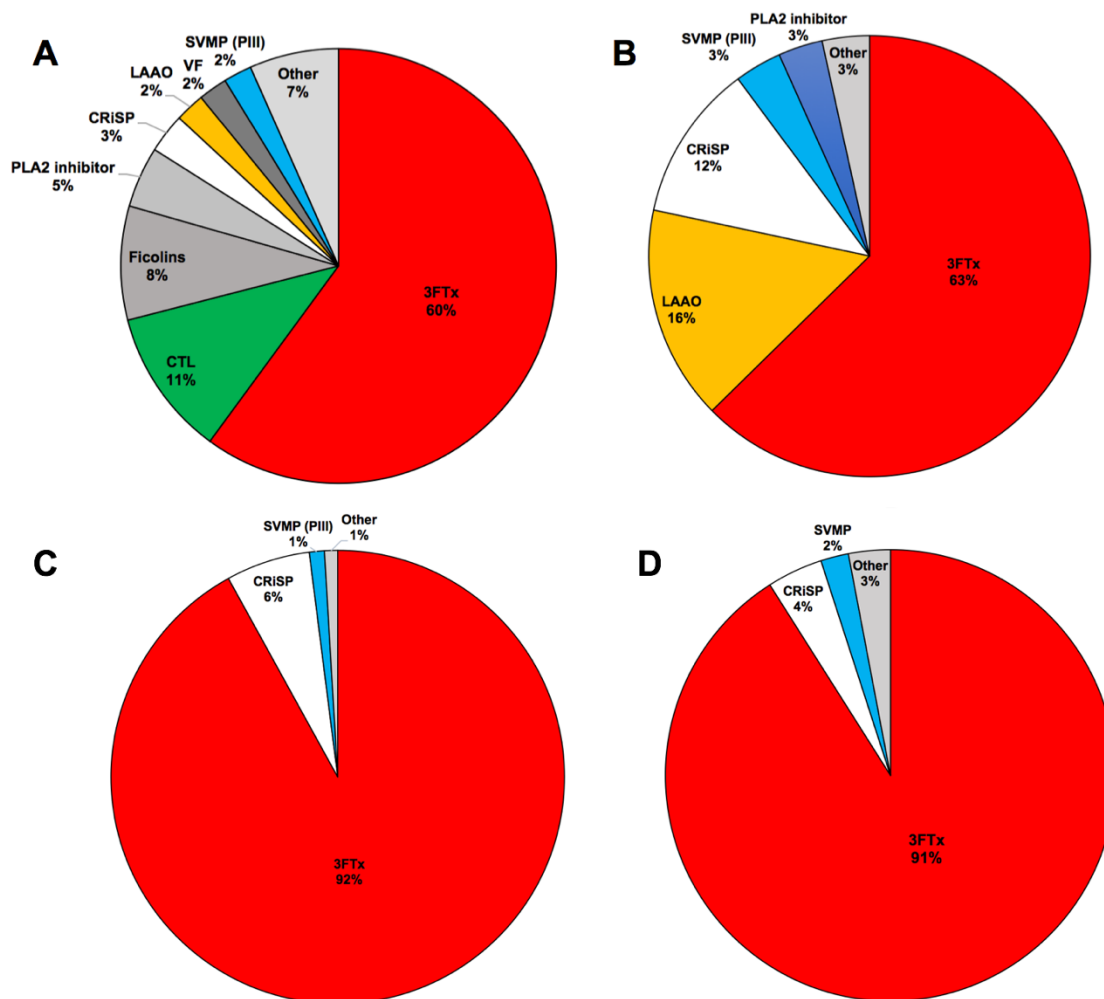 A
SVMP (PIII)
2%
VF
2%
LAAO
2%
CRiSP
3%
PLA2 inhibitor
5%
Ficolins
8%
CTL
11%
Other
7%
3FTx
60%
B
PLA2 inhibitor
3%
SVMP (PIII)
3%
Other
3%
CRiSP
12%
LAAO
16%
3FTx
63%
C
SVMP (PIII)
1%
Other
1%
CRiSP
6%
3FTx
92%
D
SVMP
2%
Other
3%
CRiSP
4%
3FTx
91%